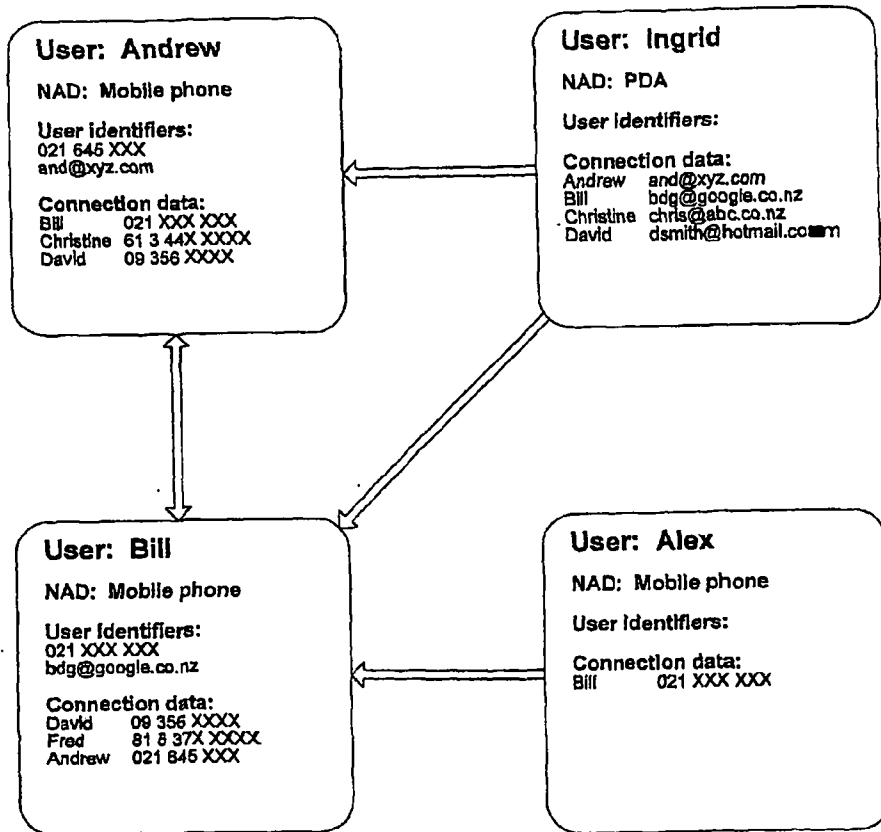 User: Andrew
NAD: Mobile phone
User identifiers:
021 645 XXX
and@xyz.com
Connection data:
Bill 021 XXX XXX
Christine 61 3 44X XXXX
David 09 356 XXXX
User: Ingrid
NAD: PDA
User identifiers:
Connection data:
Andrew and@xyz.com
Bill bdg@google.co.nz
Christine chris@abc.co.nz
David dsmith@hotmail.com
User: Bill
NAD: Mobile phone
User identifiers:
021 XXX XXX
bdg@google.co.nz
Connection data:
David 09 356 XXXX
Fred 81 8 37X XXXX
Andrew 021 645 XXX
User: Alex
NAD: Mobile phone
User identifiers:
Connection data:
Bill 021 XXX XXX